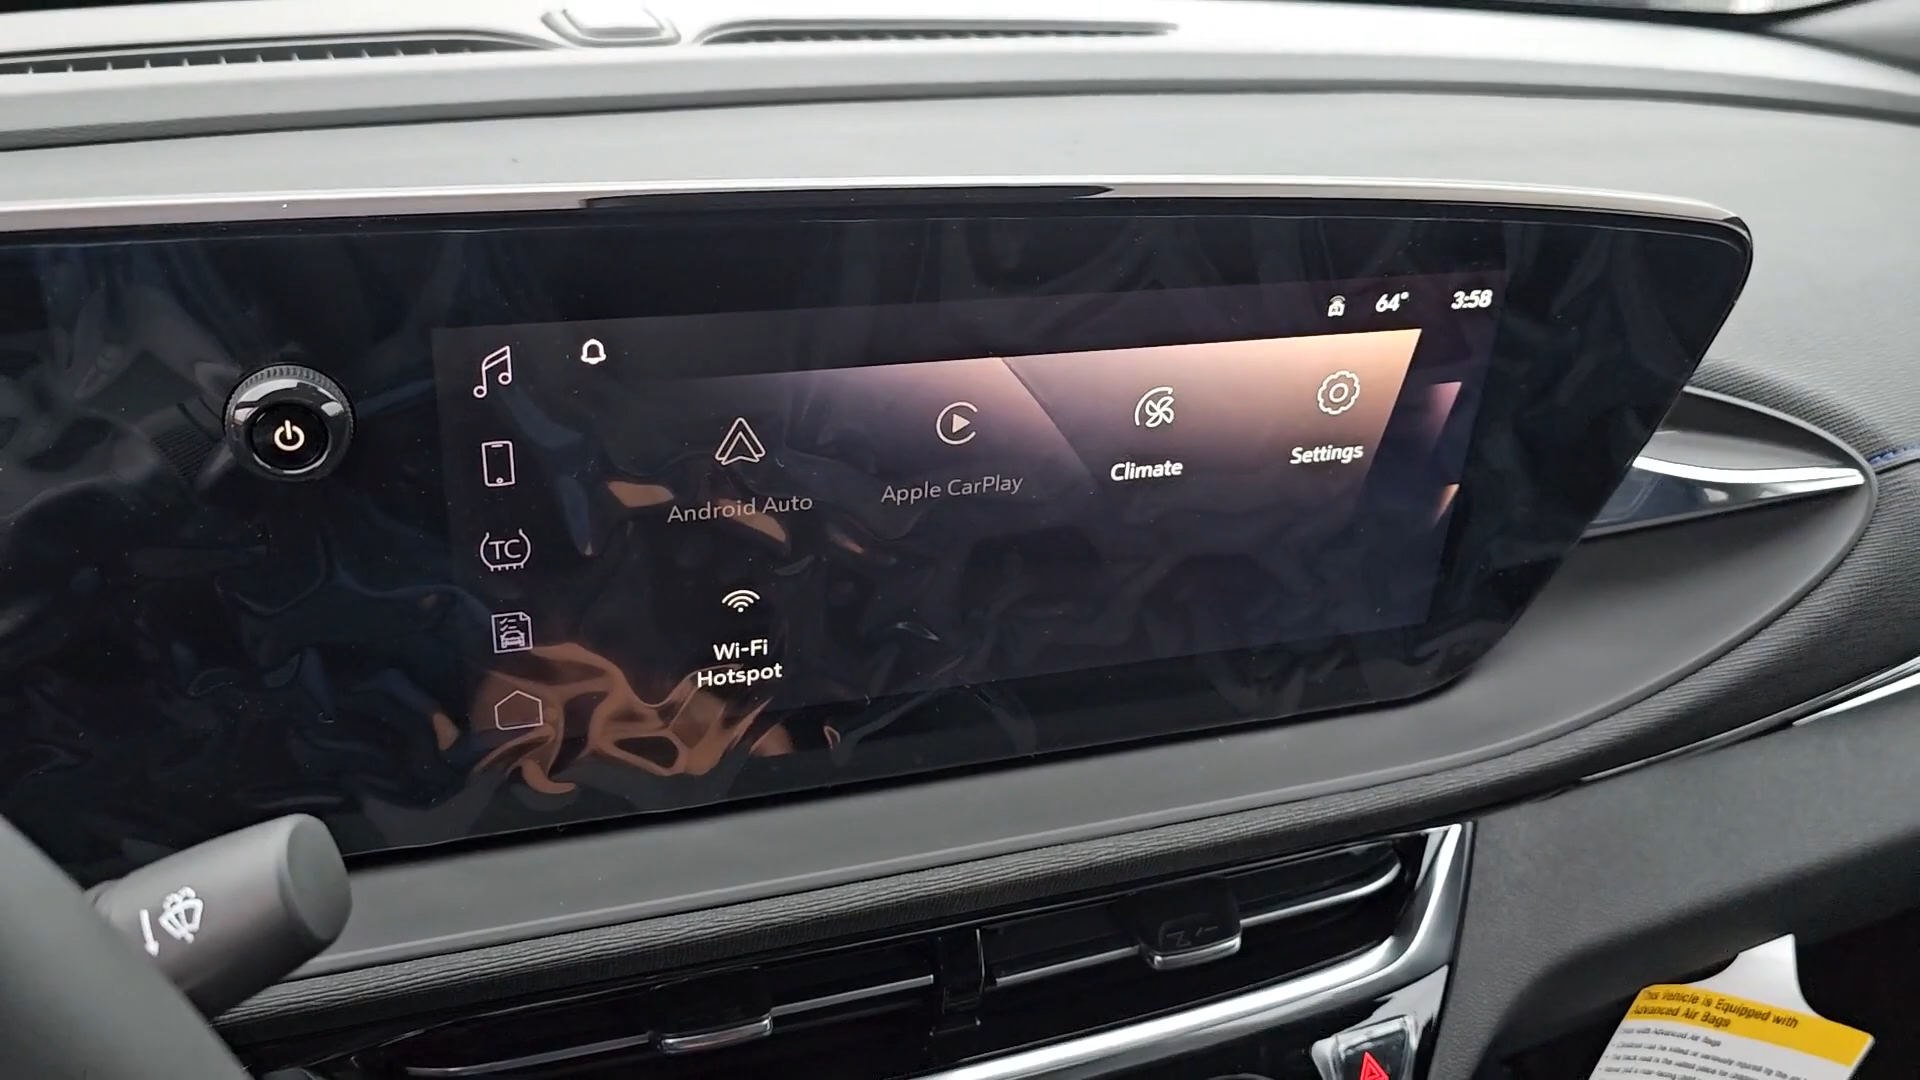 64°
3:58
Android Auto
Apple CarPlay
Climate
Settings
TC
Wi-Fi
Hotspot
This Vehicle is Equipped with
Advanced Air Bags